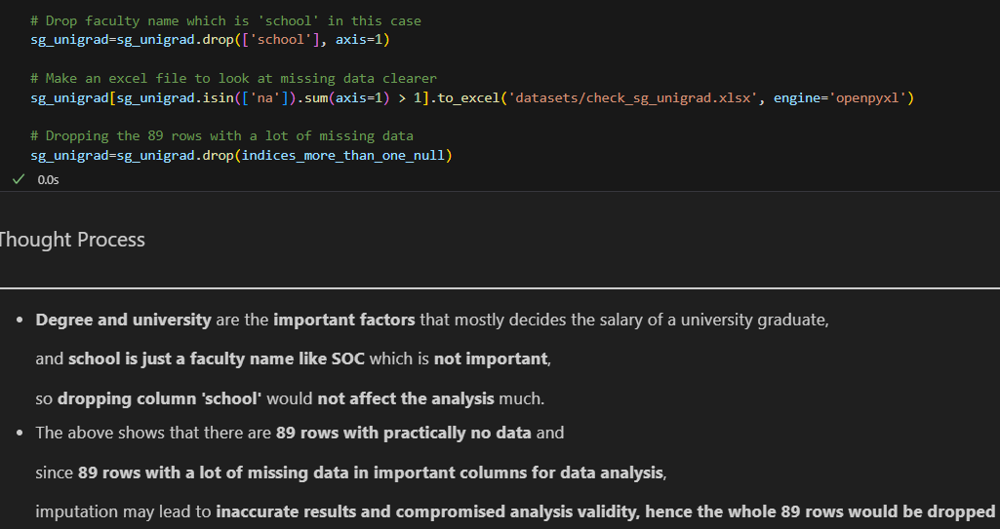 # Drop faculty name which is 'school' in this case
sg_unigrad=sg_unigrad.drop(['school'], axis=1)
# Make an excel file to look at missing data clearer
sg_unigrad[sg_unigrad.isin(['na']).sum(axis=1) > 1].to_excel('datasets/check_sg_unigrad.xlsx', engine='openpyxl')
# Dropping the 89 rows with a lot of missing data
sg_unigrad=sg_unigrad.drop(indices_more_than_one_null)
✓ 0.0s
Thought Process
• Degree and university are the important factors that mostly decides the salary of a university graduate,
and school is just a faculty name like SOC which is not important,
so dropping column 'school' would not affect the analysis much.
• The above shows that there are 89 rows with practically no data and
since 89 rows with a lot of missing data in important columns for data analysis,
imputation may lead to inaccurate results and compromised analysis validity, hence the whole 89 rows would be dropped